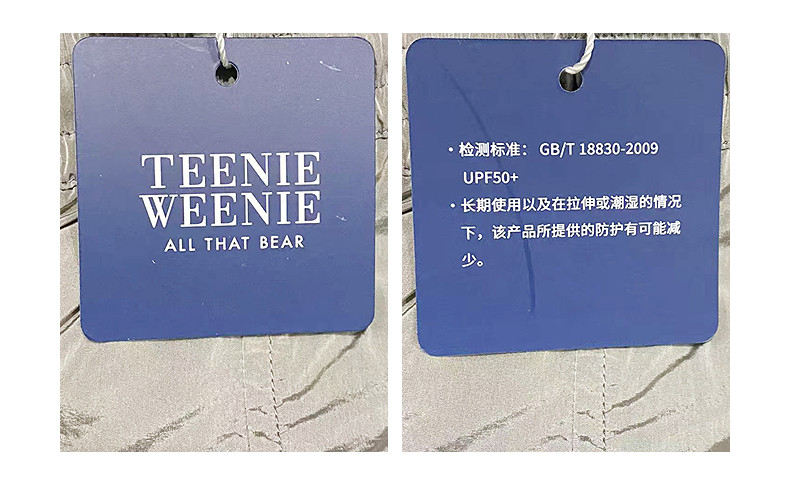 TEENIE
WEENIE
ALL THAT BEAR
·检测标准：GB/T 18830-2009
UPF50+
·长期使用以及在拉伸或潮湿的情况
下，该产品所提供的防护有可能减
少。